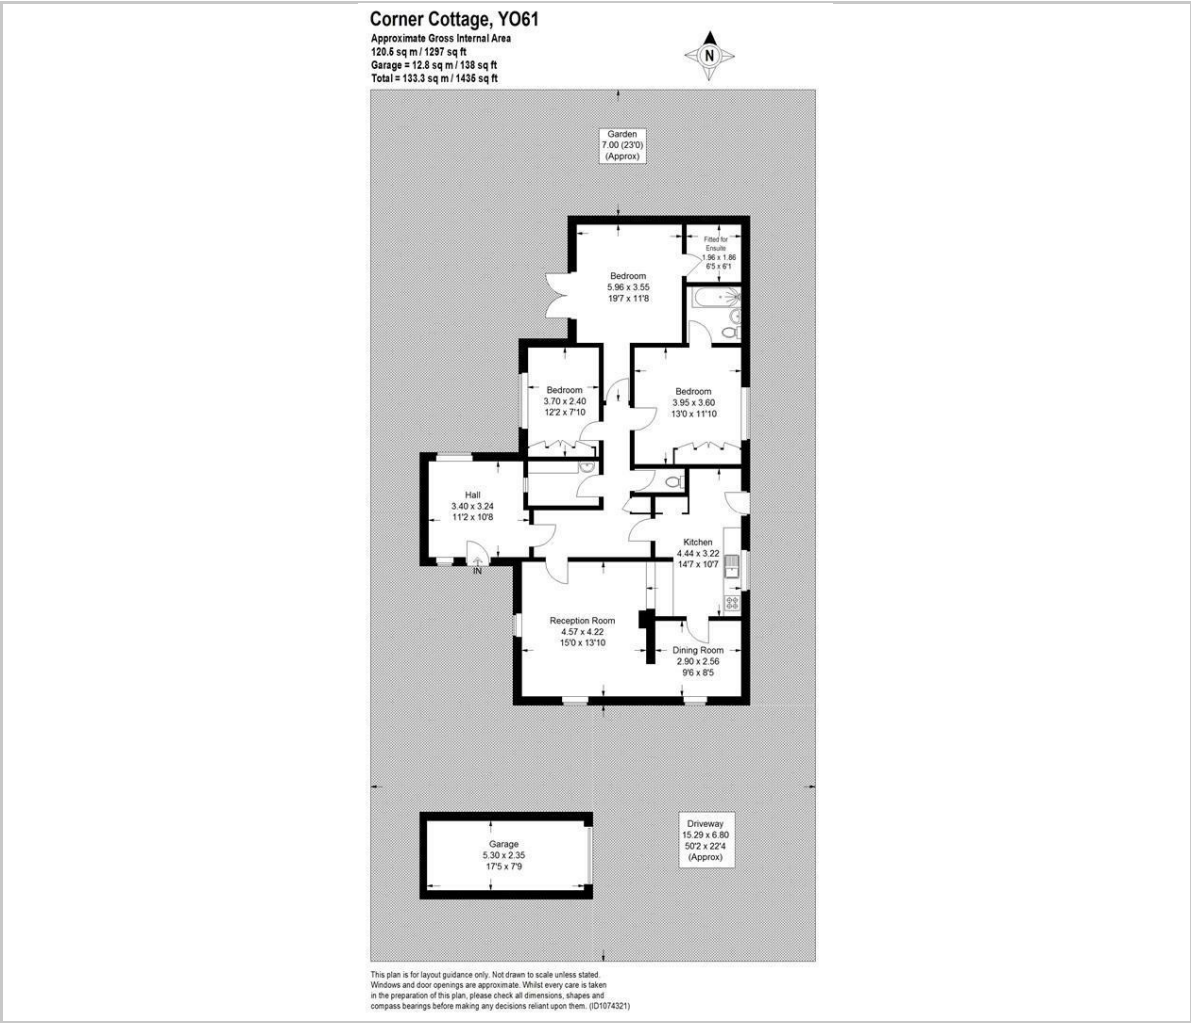 Corner Cottage, YO61
Approximate Gross Internal Area
120.5 sq m / 1297 sq ft
Garage = 12.8 sq m / 138 sq ft
Total = 133.3 sq m / 1435 sq ft
N
Garden
7.00 (23'0)
(Approx)
Fitted for
Ensuite
1.96 x 1.86
6'5 x 6'1
Bedroom
5.96 x 3.55
19'7 x 11'8
Bedroom
3.70 x 2.40
12'2 x 7'10
Bedroom
3.95 x 3.60
13'0 x 11'10
Hall
3.40 x 3.24
11'2 x 10'8
IN
Kitchen
4.44 x 3.22
14'7 x 10'7
Reception Room
4.57 x 4.22
15'0 x 13'10
Dining Room
2.90 x 2.56
9'6 x 8'5
Garage
5.30 x 2.35
17'5 x 7'9
Driveway
15.29 x 6.80
50'2 x 22'4
(Approx)
This plan is for layout guidance only. Not drawn to scale unless stated.
Windows and door openings are approximate. Whilst every care is taken
in the preparation of this plan, please check all dimensions, shapes and
compass bearings before making any decisions reliant upon them. (ID1074321)